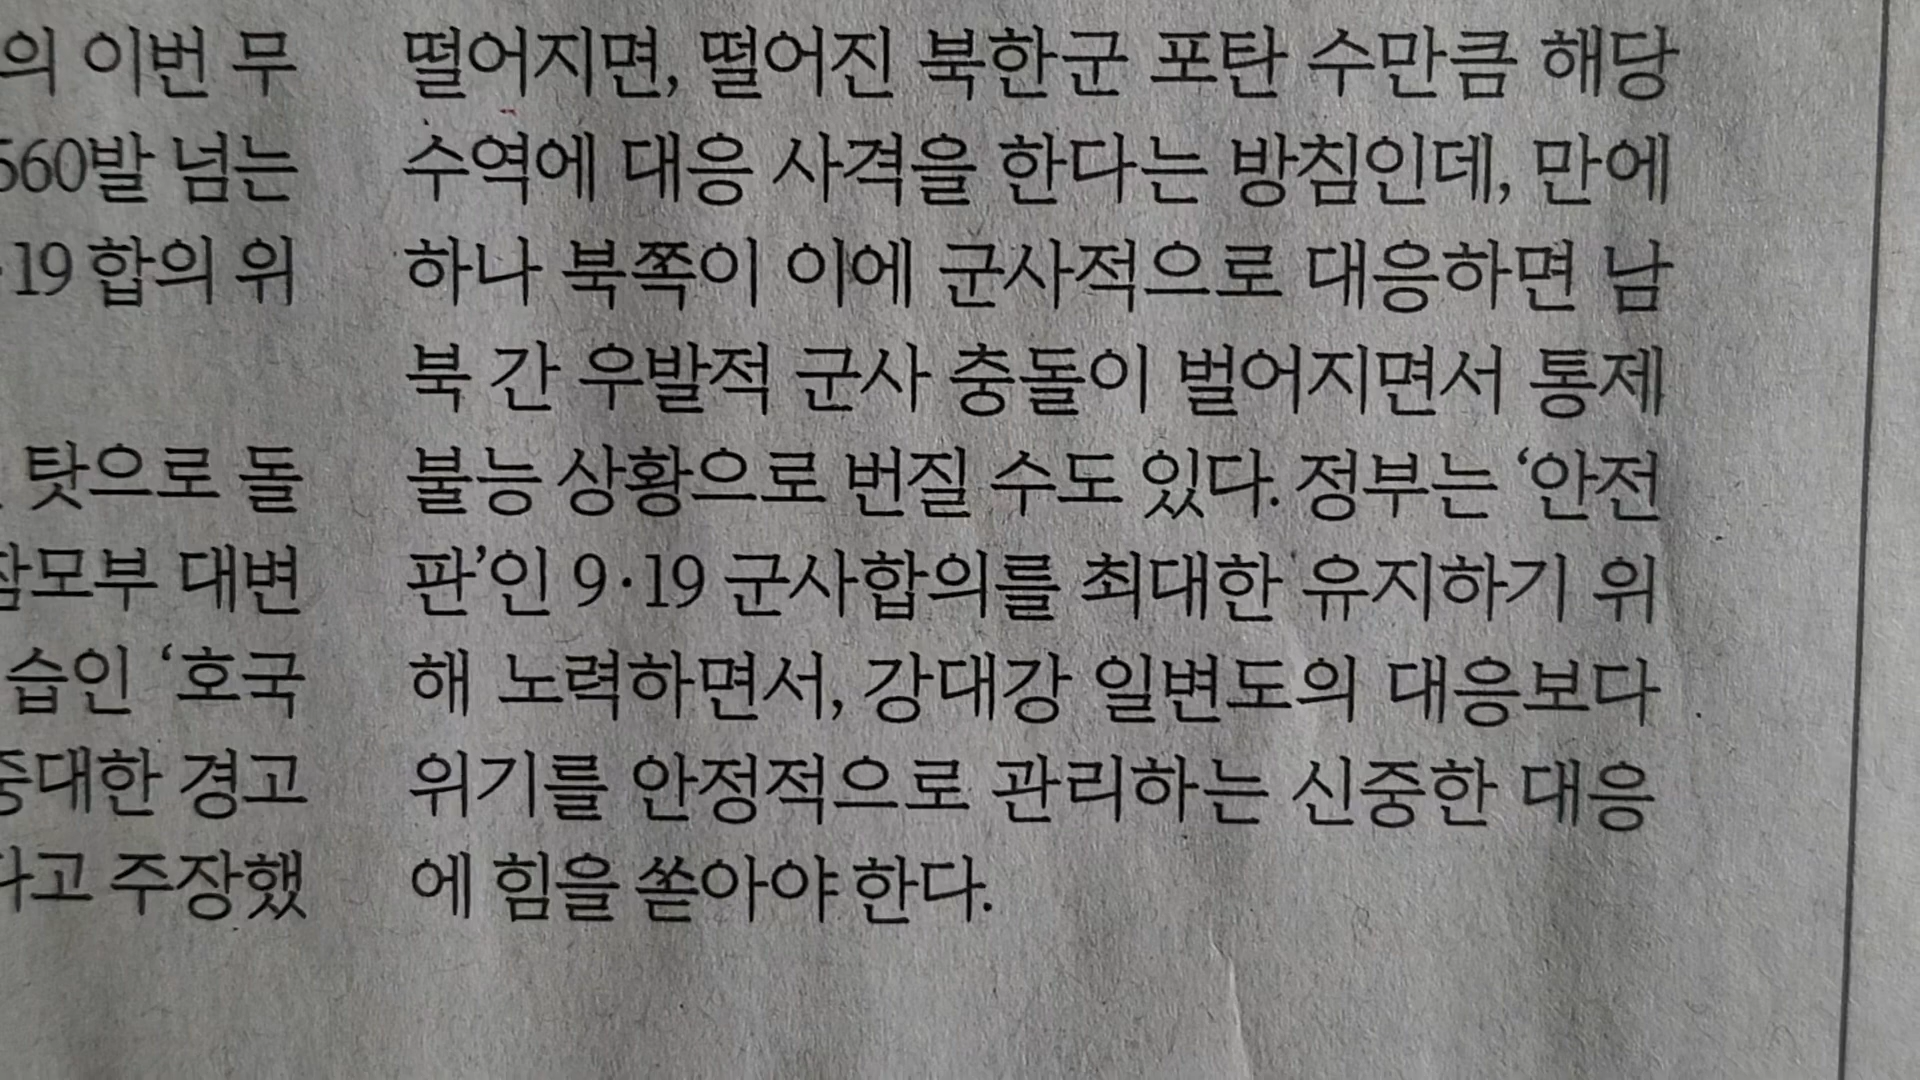 의 이번 무
560발 넘는
·19 합의 위
탓으로 돌
참모부 대변
습인 ‘호국
중대한 경고
다고 주장했
떨어지면, 떨어진 북한군 포탄 수만큼 해당
수역에 대응 사격을 한다는 방침인데, 만에
하나 북쪽이 이에 군사적으로 대응하면 남
북 간 우발적 군사 충돌이 벌어지면서 통제
불능 상황으로 번질 수도 있다. 정부는 ‘안전
판’인 9·19 군사합의를 최대한 유지하기 위
해 노력하면서, 강대강 일변도의 대응보다
위기를 안정적으로 관리하는 신중한 대응
에 힘을 쏟아야 한다.